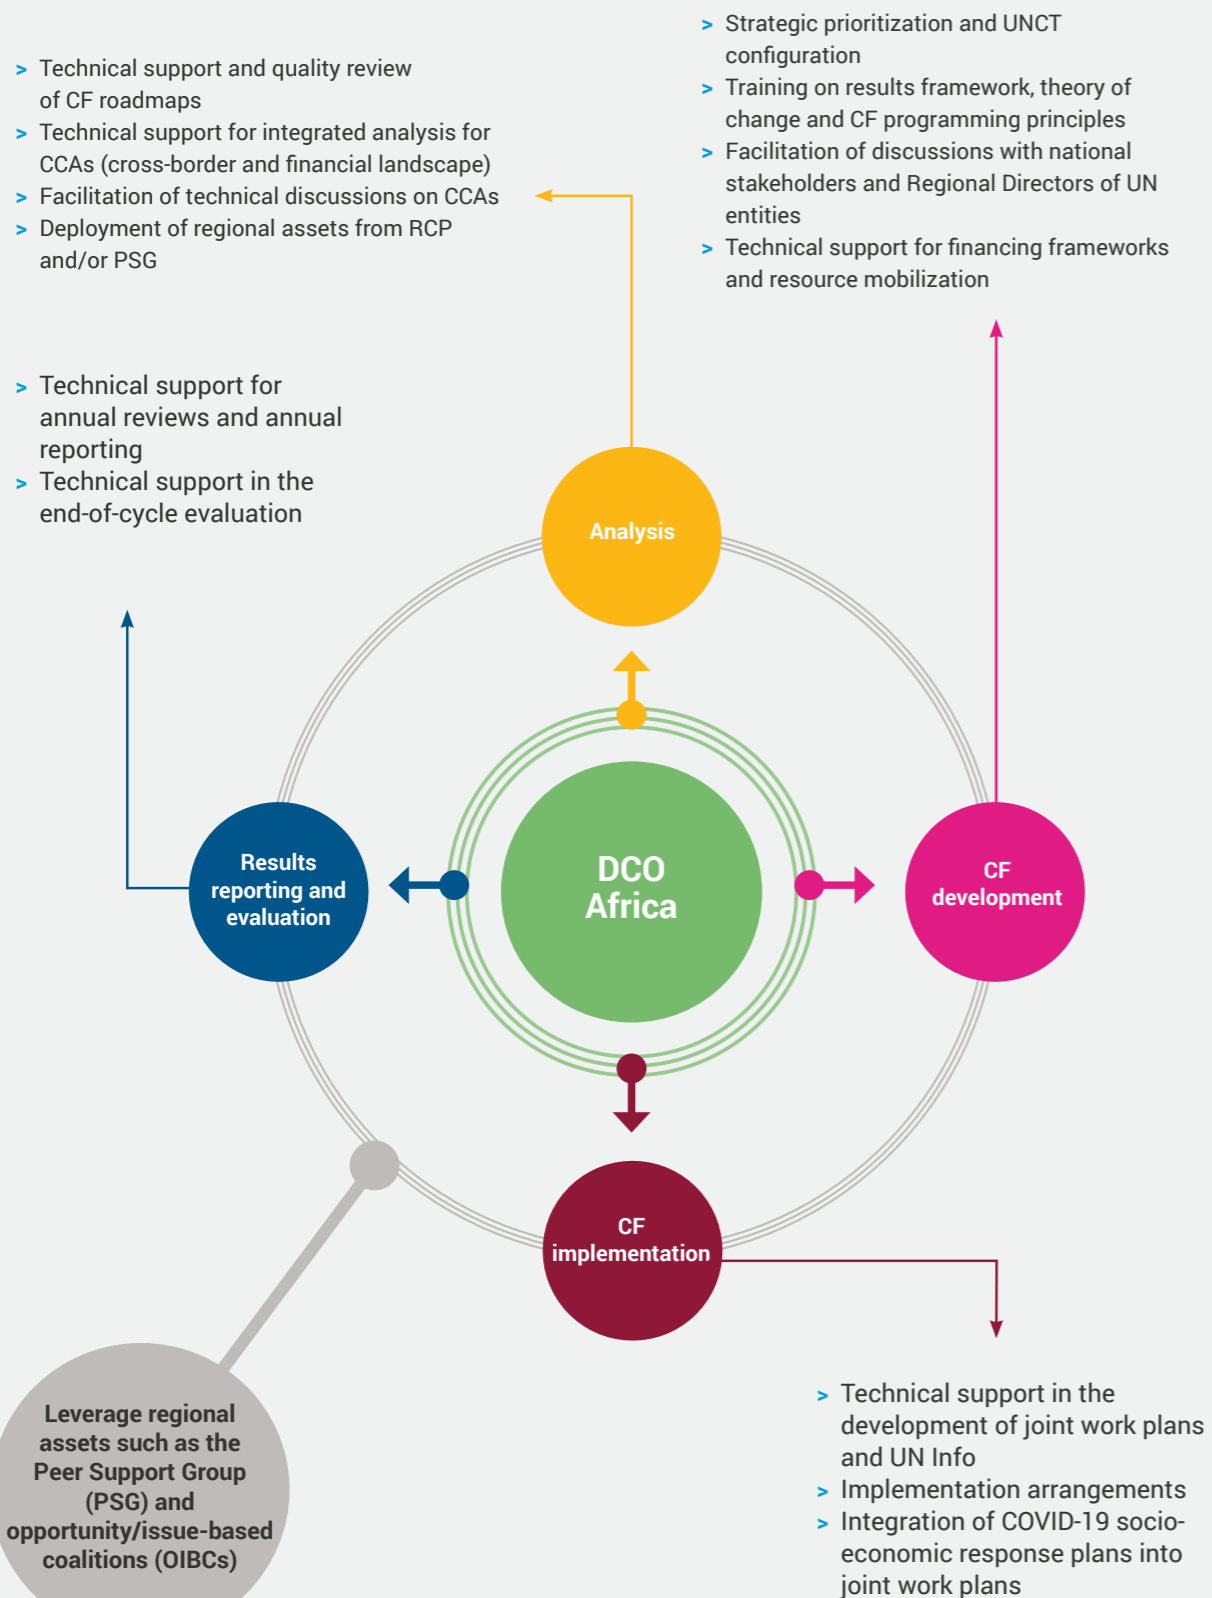 > Technical support and quality review
of CF roadmaps
> Technical support for integrated analysis for
CCAs (cross-border and financial landscape)
> Facilitation of technical discussions on CCAs
> Deployment of regional assets from RCP
and/or PSG
> Strategic prioritization and UNCT
configuration
> Training on results framework, theory of
change and CF programming principles
> Facilitation of discussions with national
stakeholders and Regional Directors of UN
entities
> Technical support for financing frameworks
and resource mobilization
> Technical support for
annual reviews and annual
reporting
> Technical support in the
end-of-cycle evaluation
Analysis
Results
reporting and
evaluation
DCO
Africa
CF
development
CF
implementation
Leverage regional
assets such as the
Peer Support Group
(PSG) and
opportunity/issue-based
coalitions (OIBCs)
> Technical support in the
development of joint work plans
and UN Info
> Implementation arrangements
> Integration of COVID-19 socio-
economic response plans into
joint work plans